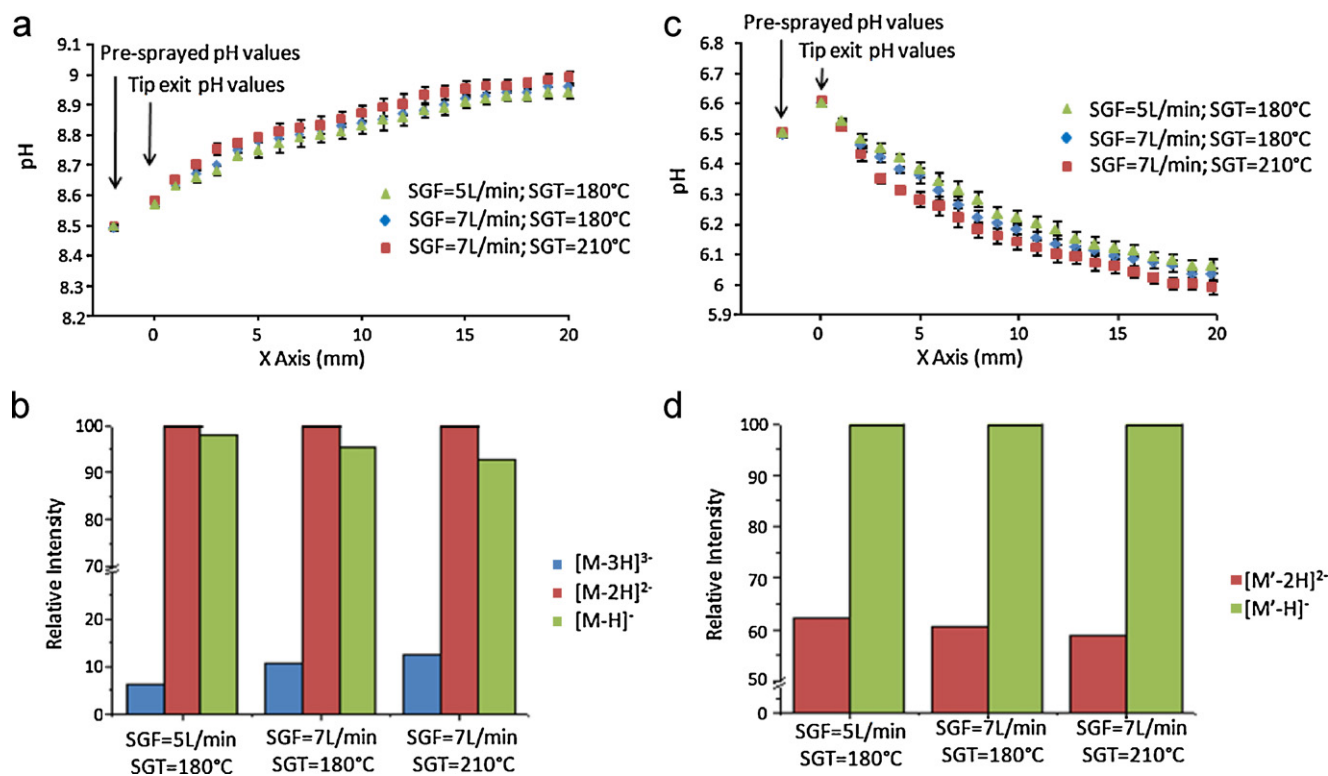 a
9.1
9
8.9
8.8
8.7
8.6
8.5
8.4
8.3
8.2
pH
Pre-sprayed pH values
Tip exit pH values
SGF=5L/min; SGT=180°C
SGF=7L/min; SGT=180°C
SGF=7L/min; SGT=210°C
0 5 10 15 20
X Axis (mm)
c
6.8
6.7
6.6
6.5
6.4
6.3
6.2
6.1
6
5.9
pH
Pre-sprayed pH values
Tip exit pH values
SGF=5L/min; SGT=180°C
SGF=7L/min; SGT=180°C
SGF=7L/min; SGT=210°C
0 5 10 15 20
X Axis (mm)
b
100
90
80
70
20
10
0
Relative Intensity
[M-3H]³⁻
[M-2H]²⁻
[M-H]⁻
SGF=5L/min SGF=7L/min SGF=7L/min
SGT=180°C SGT=180°C SGT=210°C
d
100
90
80
70
60
50
0
Relative Intensity
[M′-2H]²⁻
[M′-H]⁻
SGF=5L/min SGF=7L/min SGF=7L/min
SGT=180°C SGT=180°C SGT=210°C